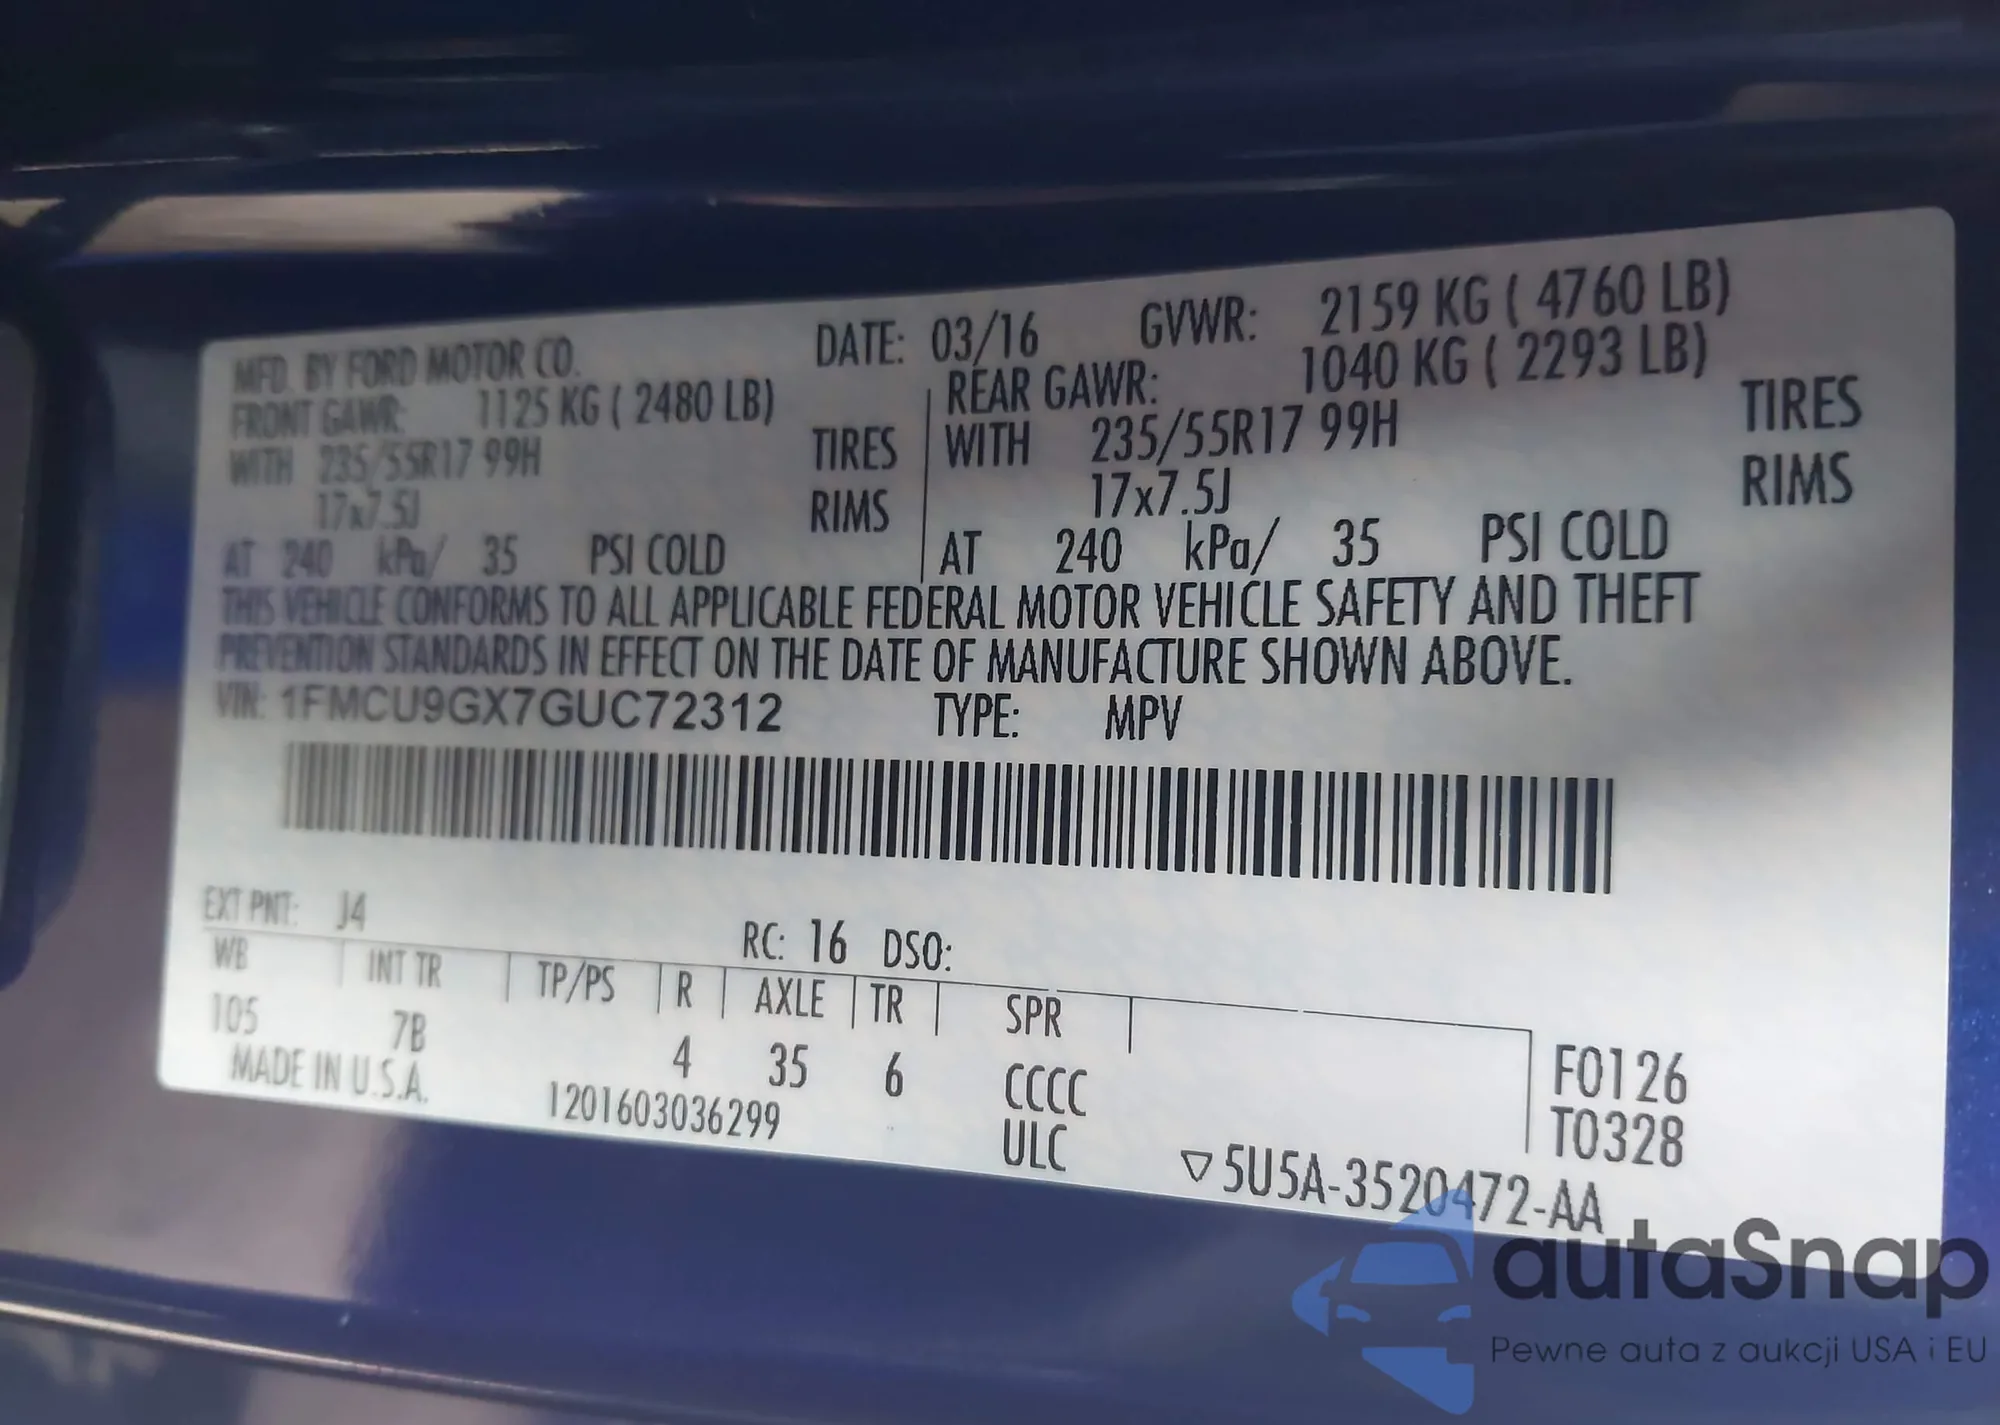 MFD. BY FORD MOTOR CO. DATE: 03/16 GVWR: 2159 KG ( 4760 LB)
FRONT GAWR: 1125 KG ( 2480 LB) REAR GAWR: 1040 KG ( 2293 LB)
WITH 235/55R17 99H TIRES WITH 235/55R17 99H TIRES
17x7.5J RIMS 17x7.5J RIMS
AT 240 kPa/ 35 PSI COLD AT 240 kPa/ 35 PSI COLD
THIS VEHICLE CONFORMS TO ALL APPLICABLE FEDERAL MOTOR VEHICLE SAFETY AND THEFT
PREVENTION STANDARDS IN EFFECT ON THE DATE OF MANUFACTURE SHOWN ABOVE.
VIN: 1FMCU9GX7GUC72312 TYPE: MPV
EXT PNT: J4 RC: 16 DSO:
WB INT TR TP/PS R AXLE TR SPR
105 7B 4 35 6 CCCC F0126
MADE IN U.S.A. 1201603036299 ULC T0328
▽5U5A-3520472-AA
autaSnap
Pewne auta z aukcji USA i EU